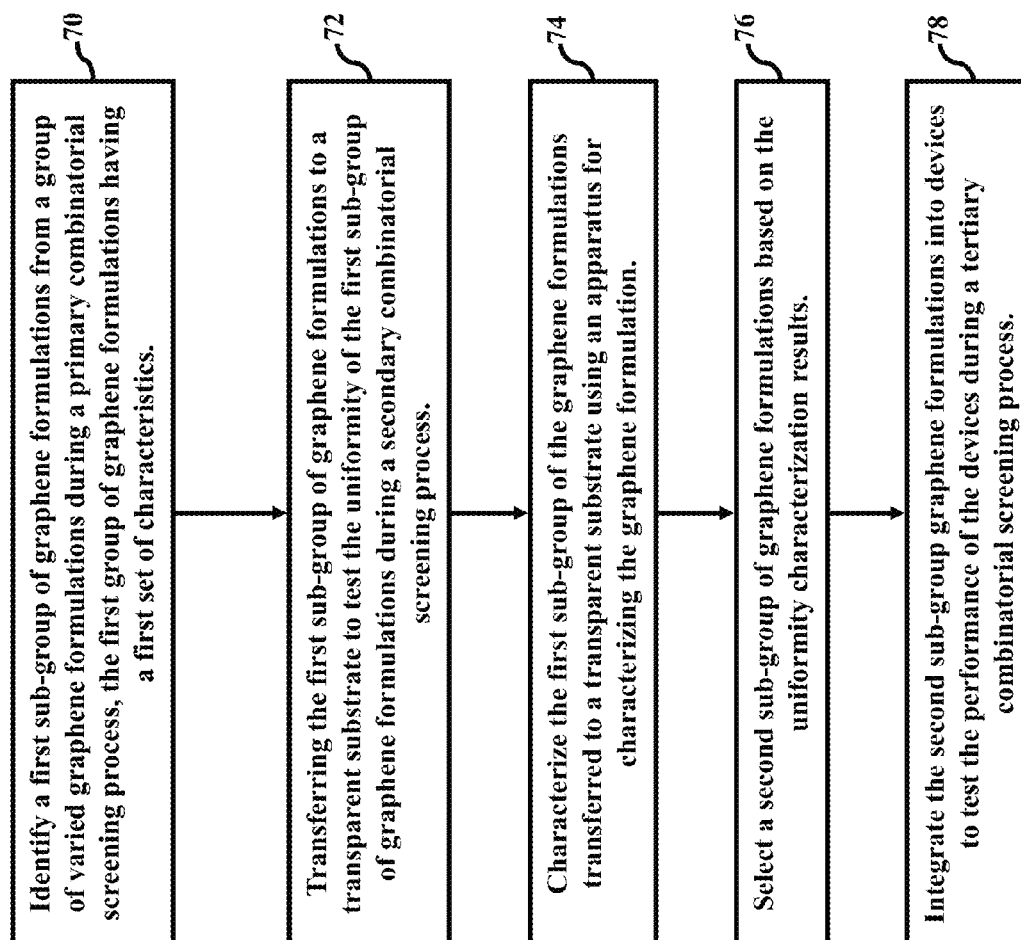 70
Identify a first sub-group of graphene formulations from a group
of varied graphene formulations during a primary combinatorial
screening process, the first group of graphene formulations having
a first set of characteristics.
72
Transferring the first sub-group of graphene formulations to a
transparent substrate to test the uniformity of the first sub-group
of graphene formulations during a secondary combinatorial
screening process.
74
Characterize the first sub-group of the graphene formulations
transferred to a transparent substrate using an apparatus for
characterizing the graphene formulation.
76
Select a second sub-group of graphene formulations based on the
uniformity characterization results.
78
Integrate the second sub-group graphene formulations into devices
to test the performance of the devices during a tertiary
combinatorial screening process.